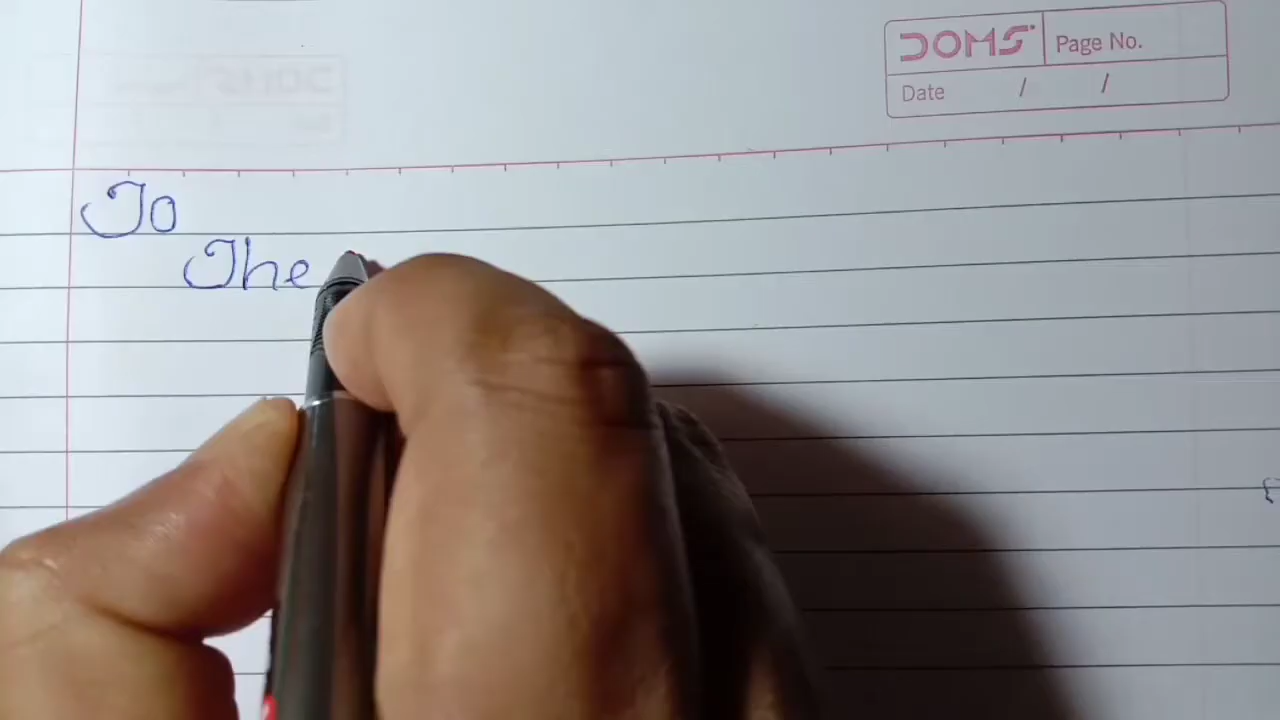 DOMS Page No.
Date / /
To
The